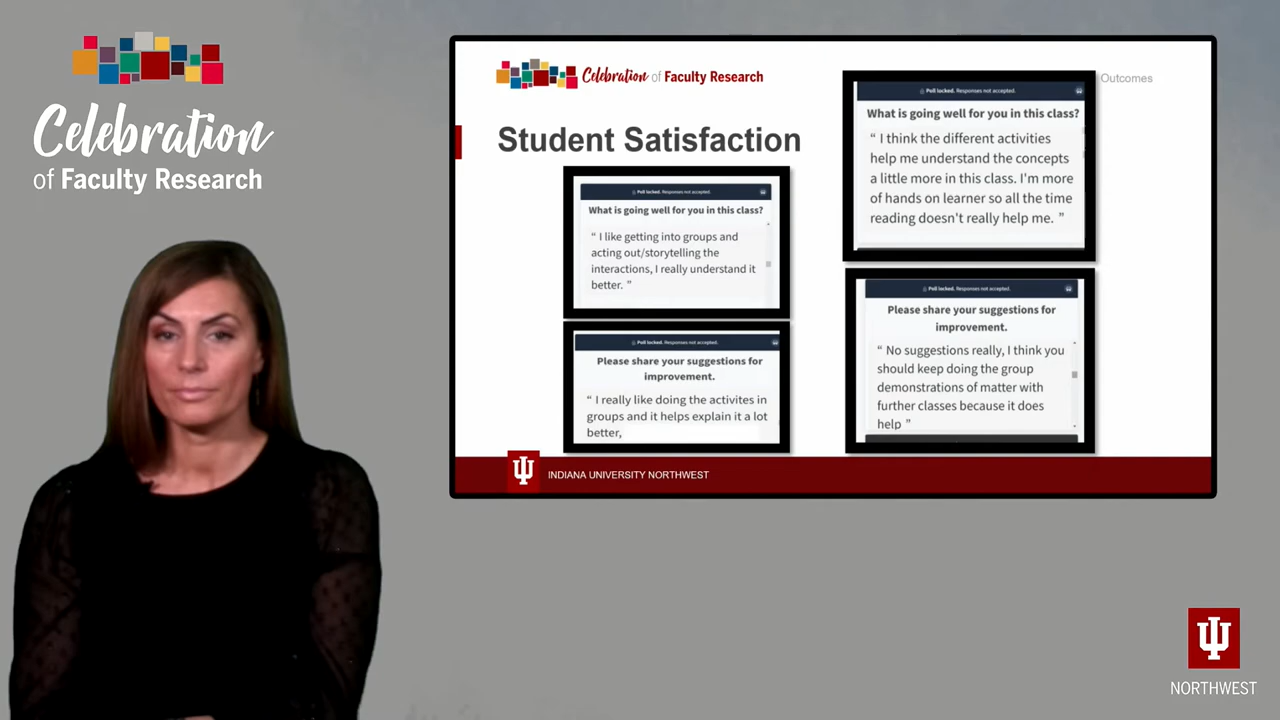 Celebration
of Faculty Research
Celebration of Faculty Research
Outcomes
Student Satisfaction
Poll locked. Responses not accepted.
What is going well for you in this class?
“ I like getting into groups and
acting out/storytelling the
interactions, I really understand it
better. ”
Poll locked. Responses not accepted.
Please share your suggestions for
improvement.
“ I really like doing the activites in
groups and it helps explain it a lot
better,
Poll locked. Responses not accepted.
What is going well for you in this class?
“ I think the different activities
help me understand the concepts
a little more in this class. I'm more
of hands on learner so all the time
reading doesn't really help me. ”
Poll locked. Responses not accepted.
Please share your suggestions for
improvement.
“ No suggestions really, I think you
should keep doing the group
demonstrations of matter with
further classes because it does
help ”
INDIANA UNIVERSITY NORTHWEST
NORTHWEST